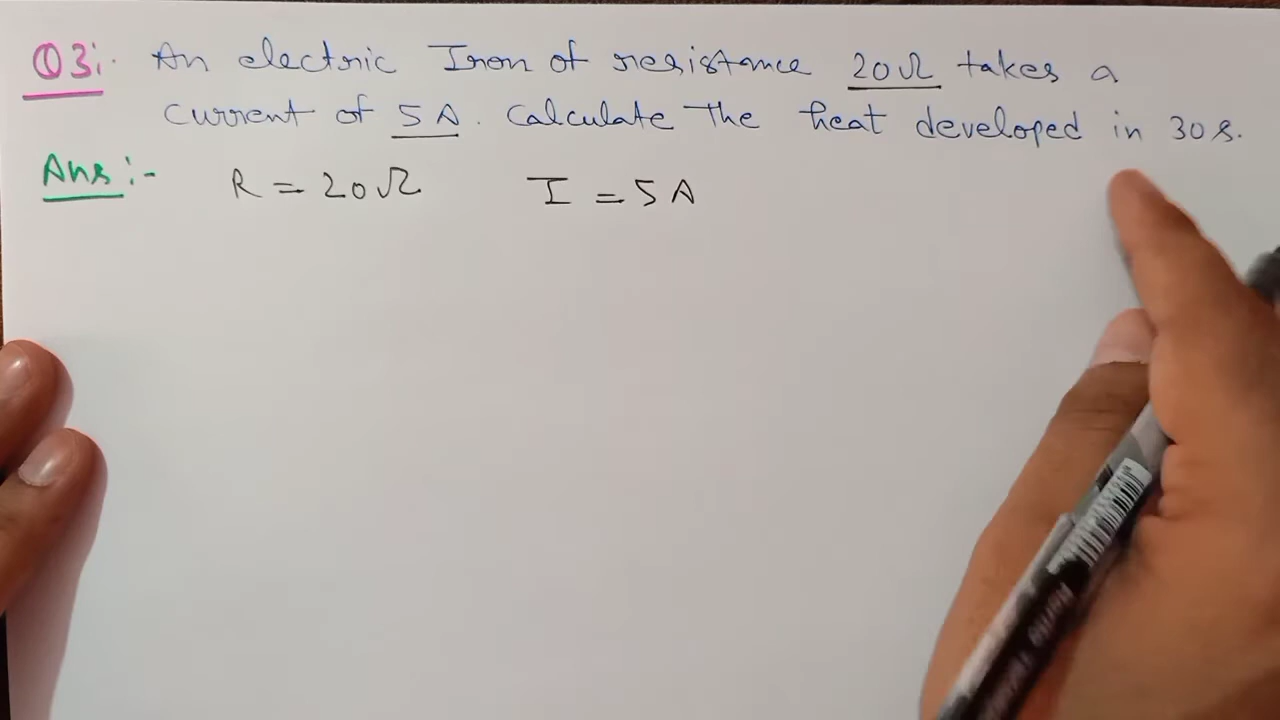 Q3:- An electric Iron of resistance 20Ω takes a
current of 5A. Calculate the heat developed in 30s.
Ans:- R = 20Ω I = 5A